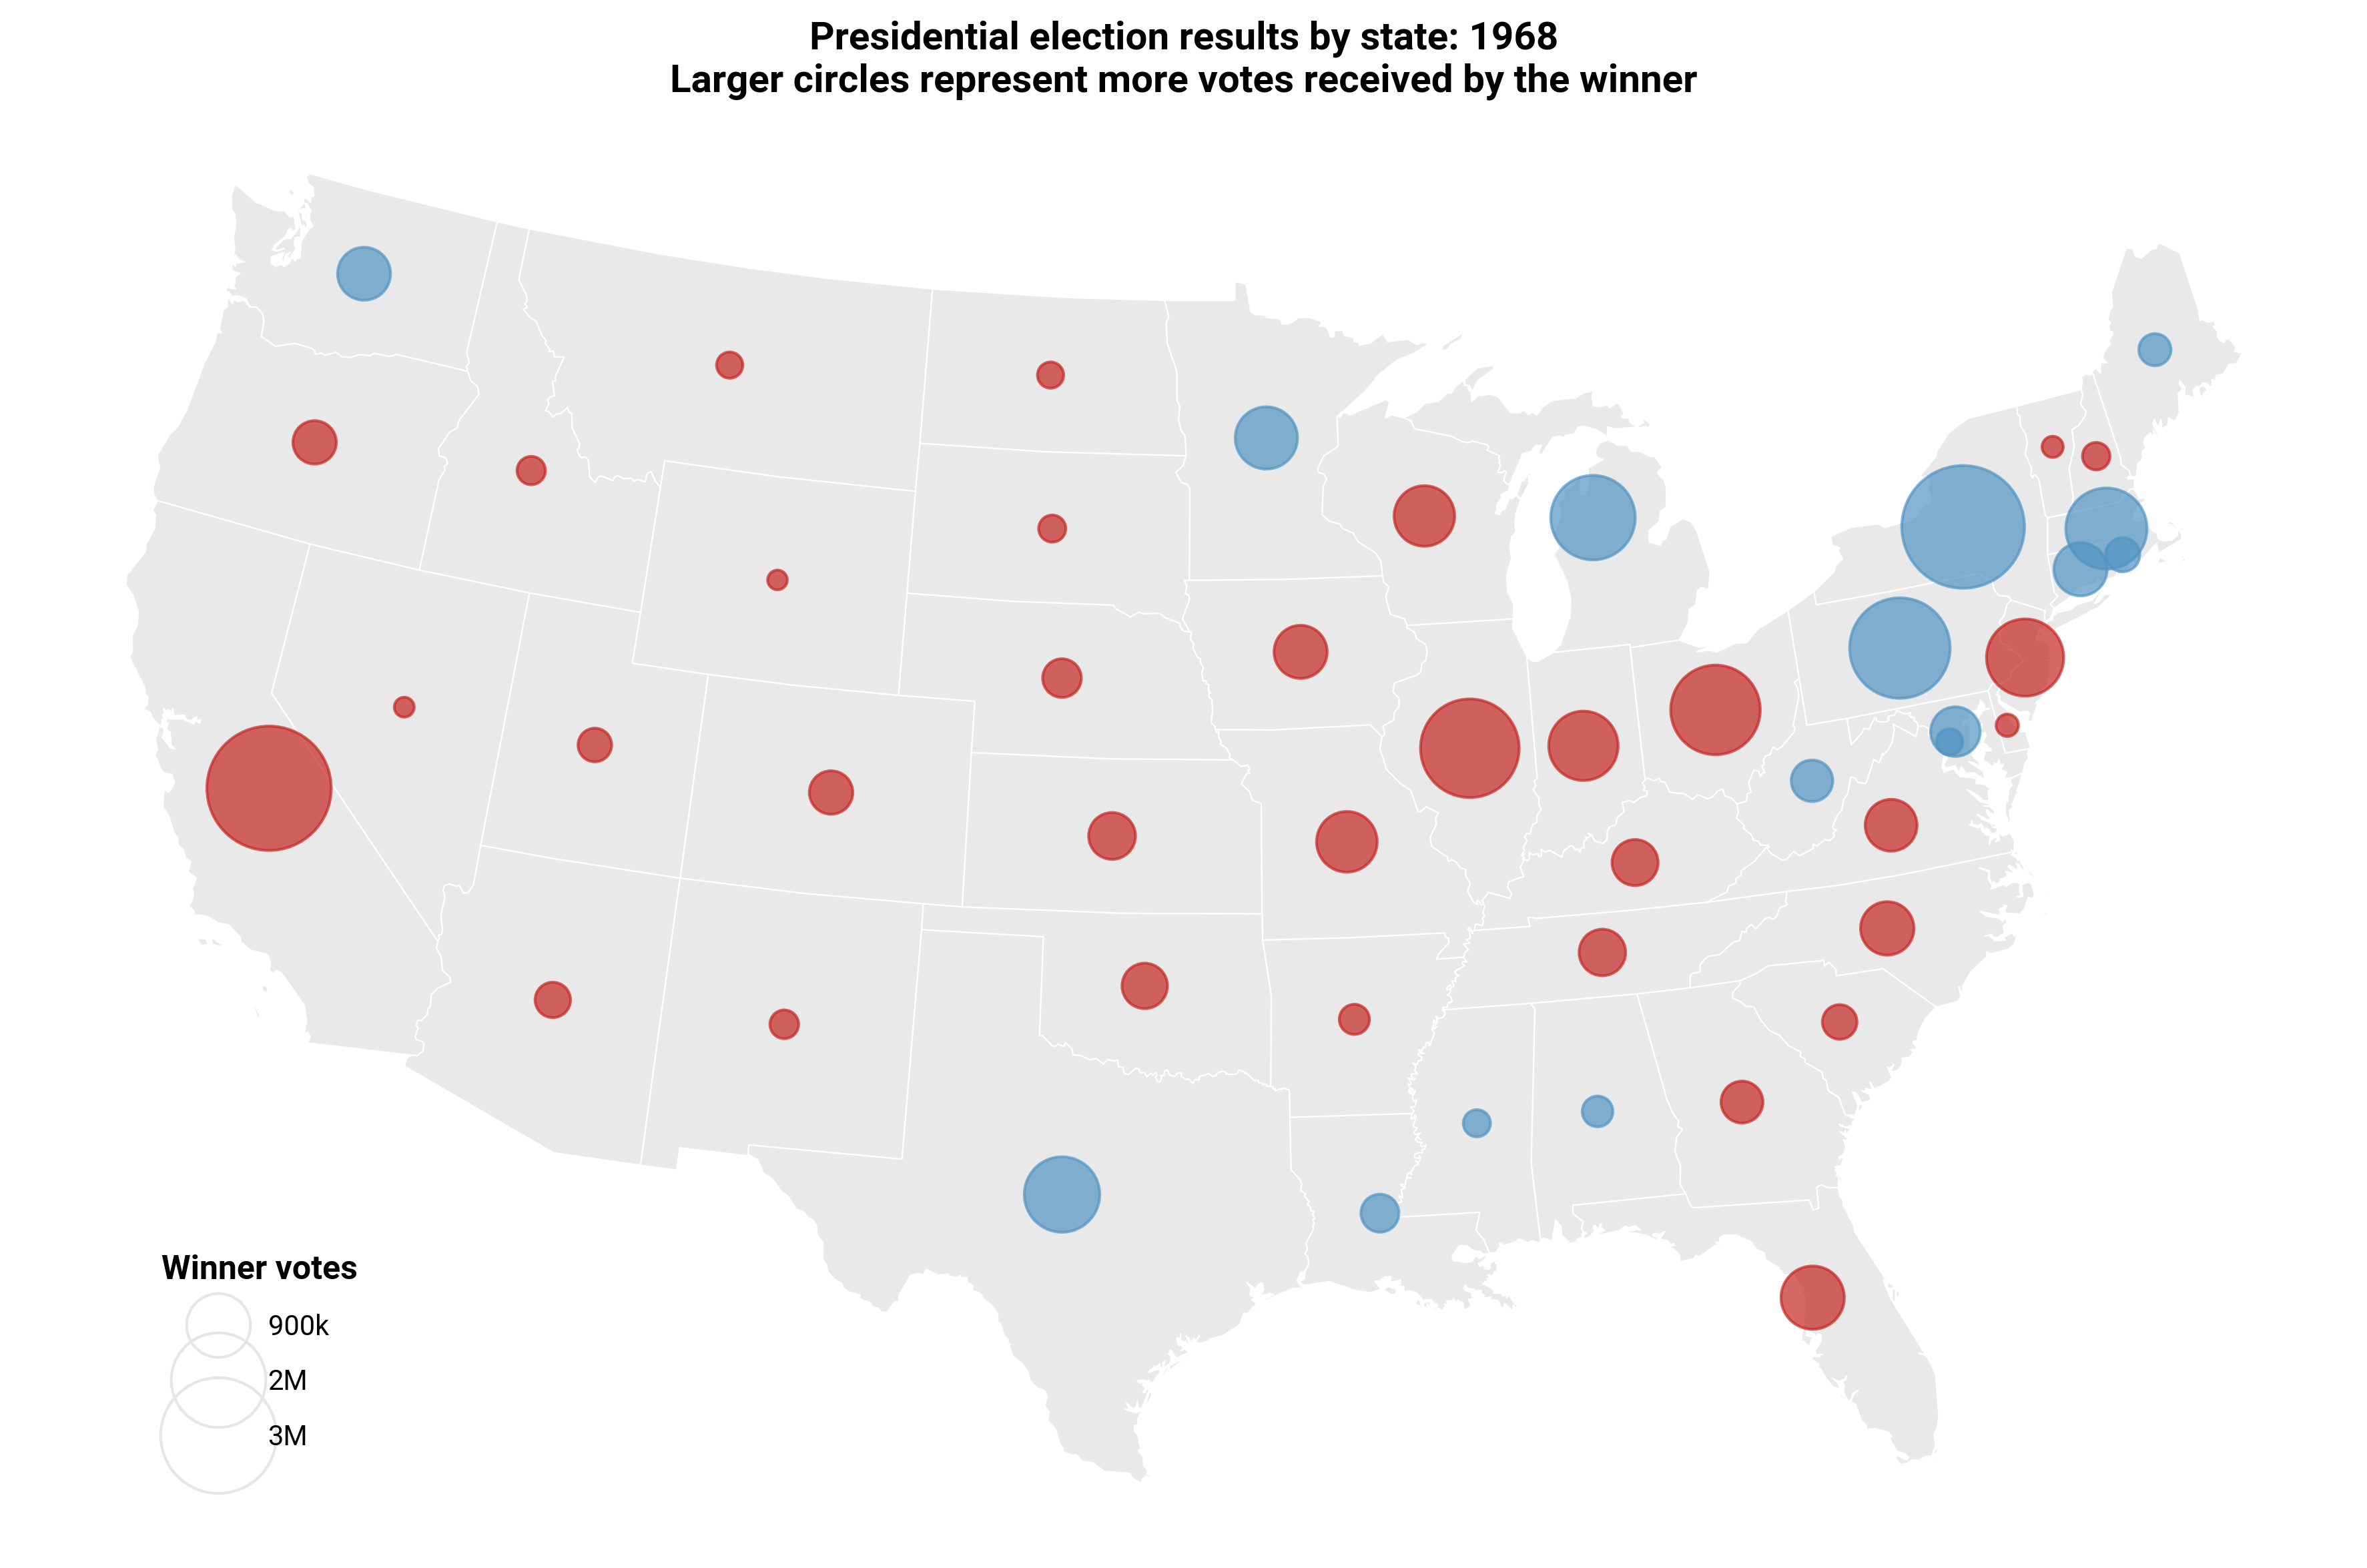 Presidential election results by state: 1968
Larger circles represent more votes received by the winner
Winner votes
900k
2M
3M